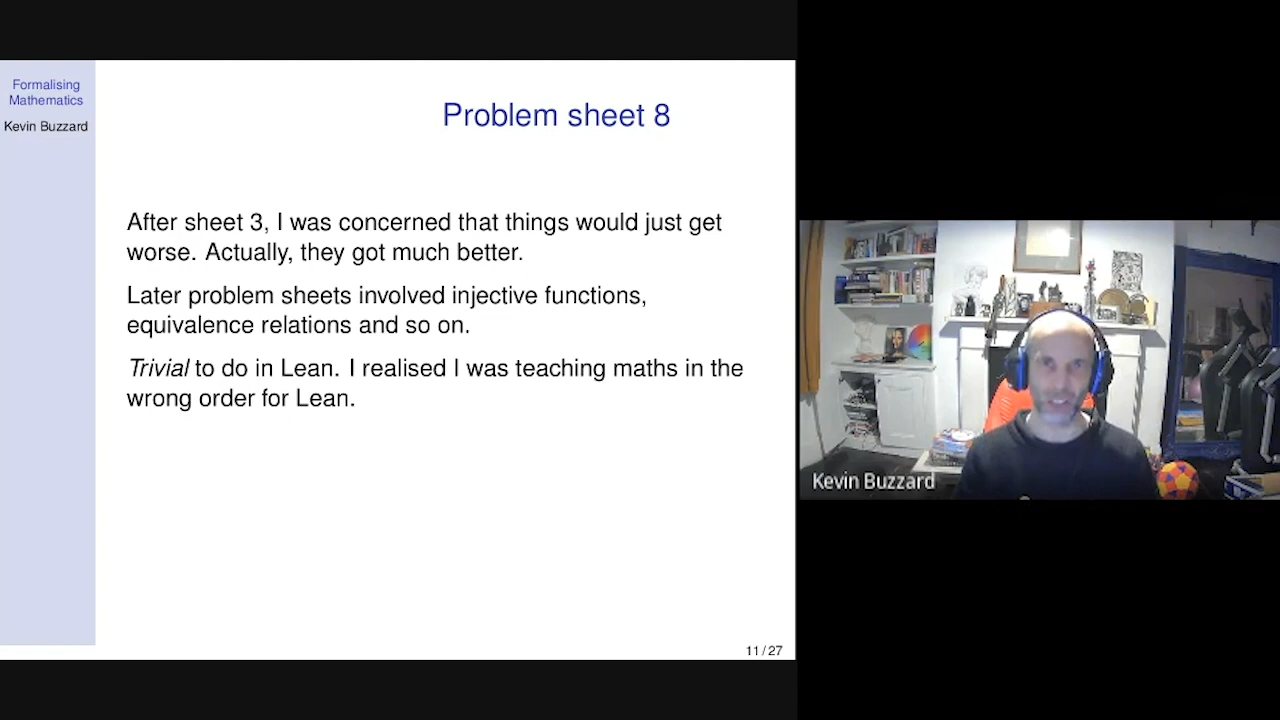 Formalising
Mathematics
Kevin Buzzard
Problem sheet 8
After sheet 3, I was concerned that things would just get
worse. Actually, they got much better.
Later problem sheets involved injective functions,
equivalence relations and so on.
Trivial to do in Lean. I realised I was teaching maths in the
wrong order for Lean.
11 / 27
Kevin Buzzard